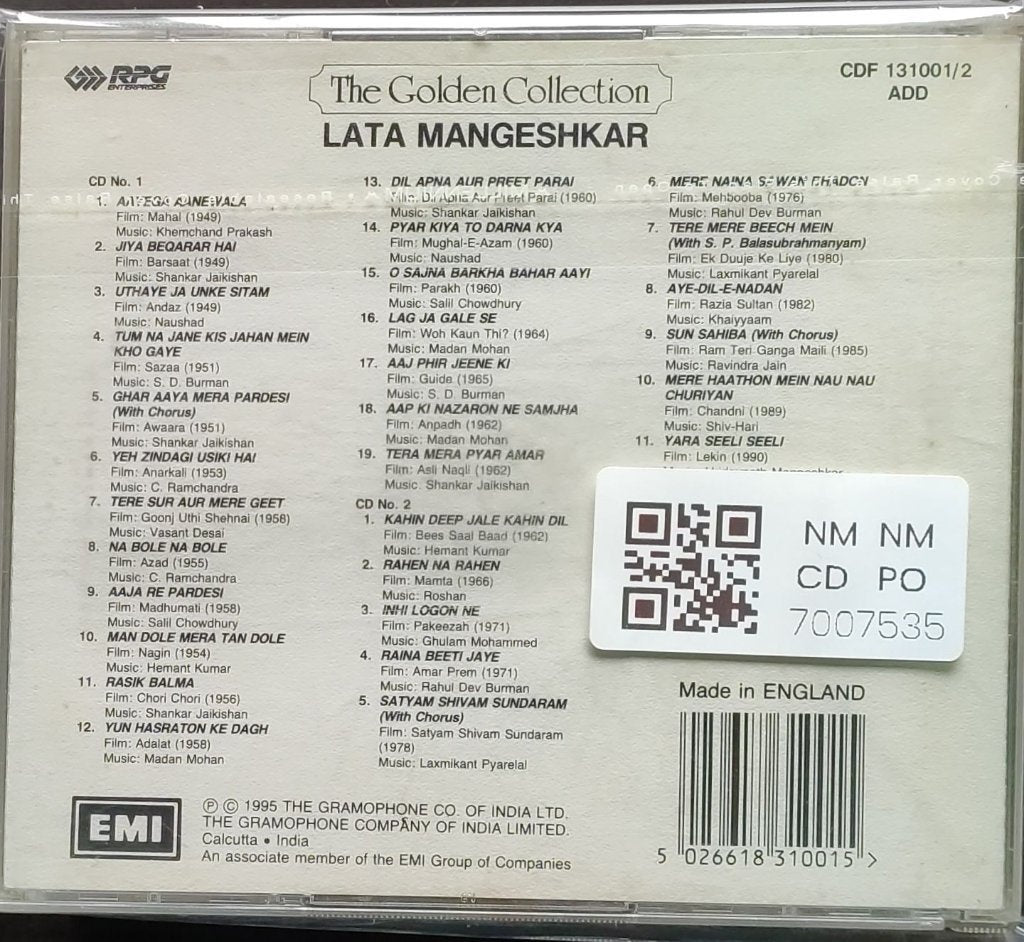 RPG
ENTERPRISES
The Golden Collection
LATA MANGESHKAR
CDF 131001/2
ADD
CD No. 1
1. AAYEGA AANEWALA
Film: Mahal (1949)
Music: Khemchand Prakash
2. JIYA BEQARAR HAI
Film: Barsaat (1949)
Music: Shankar Jaikishan
3. UTHAYE JA UNKE SITAM
Film: Andaz (1949)
Music: Naushad
4. TUM NA JANE KIS JAHAN MEIN
KHO GAYE
Film: Sazaa (1951)
Music: S. D. Burman
5. GHAR AAYA MERA PARDESI
(With Chorus)
Film: Awaara (1951)
Music: Shankar Jaikishan
6. YEH ZINDAGI USIKI HAI
Film: Anarkali (1953)
Music: C. Ramchandra
7. TERE SUR AUR MERE GEET
Film: Goonj Uthi Shehnai (1958)
Music: Vasant Desai
8. NA BOLE NA BOLE
Film: Azad (1955)
Music: C. Ramchandra
9. AAJA RE PARDESI
Film: Madhumati (1958)
Music: Salil Chowdhury
10. MAN DOLE MERA TAN DOLE
Film: Nagin (1954)
Music: Hemant Kumar
11. RASIK BALMA
Film: Chori Chori (1956)
Music: Shankar Jaikishan
12. YUN HASRATON KE DAGH
Film: Adalat (1958)
Music: Madan Mohan
13. DIL APNA AUR PREET PARAI
Film: Dil Apna Aur Preet Parai (1960)
Music: Shankar Jaikishan
14. PYAR KIYA TO DARNA KYA
Film: Mughal-E-Azam (1960)
Music: Naushad
15. O SAJNA BARKHA BAHAR AAYI
Film: Parakh (1960)
Music: Salil Chowdhury
16. LAG JA GALE SE
Film: Woh Kaun Thi? (1964)
Music: Madan Mohan
17. AAJ PHIR JEENE KI
Film: Guide (1965)
Music: S. D. Burman
18. AAP KI NAZARON NE SAMJHA
Film: Anpadh (1962)
Music: Madan Mohan
19. TERA MERA PYAR AMAR
Film: Asli Naqli (1962)
Music: Shankar Jaikishan
CD No. 2
1. KAHIN DEEP JALE KAHIN DIL
Film: Bees Saal Baad (1962)
Music: Hemant Kumar
2. RAHEN NA RAHEN
Film: Mamta (1966)
Music: Roshan
3. INHI LOGON NE
Film: Pakeezah (1971)
Music: Ghulam Mohammed
4. RAINA BEETI JAYE
Film: Amar Prem (1971)
Music: Rahul Dev Burman
5. SATYAM SHIVAM SUNDARAM
(With Chorus)
Film: Satyam Shivam Sundaram
(1978)
Music: Laxmikant Pyarelal
6. MERE NAINA SAWAN BHADON
Film: Mehbooba (1976)
Music: Rahul Dev Burman
7. TERE MERE BEECH MEIN
(With S. P. Balasubrahmanyam)
Film: Ek Duuje Ke Liye (1980)
Music: Laxmikant Pyarelal
8. AYE-DIL-E-NADAN
Film: Razia Sultan (1982)
Music: Khaiyyaam
9. SUN SAHIBA (With Chorus)
Film: Ram Teri Ganga Maili (1985)
Music: Ravindra Jain
10. MERE HAATHON MEIN NAU NAU
CHURIYAN
Film: Chandni (1989)
Music: Shiv-Hari
11. YARA SEELI SEELI
Film: Lekin (1990)
NM NM
CD PO
7007535
Made in ENGLAND
5 026618 310015 >
EMI
Ⓟ © 1995 THE GRAMOPHONE CO. OF INDIA LTD.
THE GRAMOPHONE COMPANY OF INDIA LIMITED.
Calcutta • India
An associate member of the EMI Group of Companies